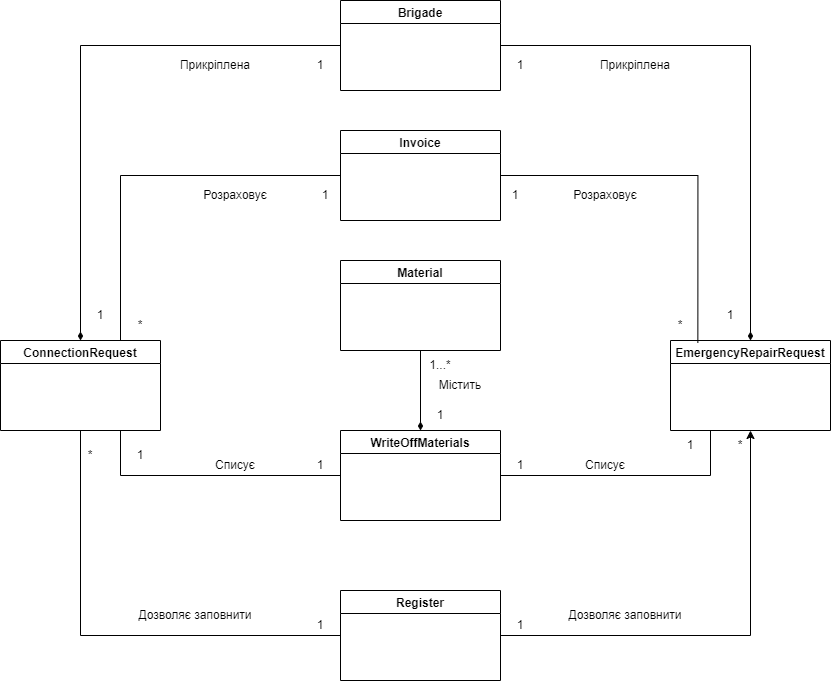 Brigade
Прикріплена 1 1 Прикріплена
Invoice
Розраховує 1 1 Розраховує
Material
1 * * 1
ConnectionRequest EmergencyRepairRequest
1...*
Містить
1
WriteOffMaterials
* 1 1 *
Списує 1 1 Списує
Register
Дозволяє заповнити 1 1 Дозволяє заповнити